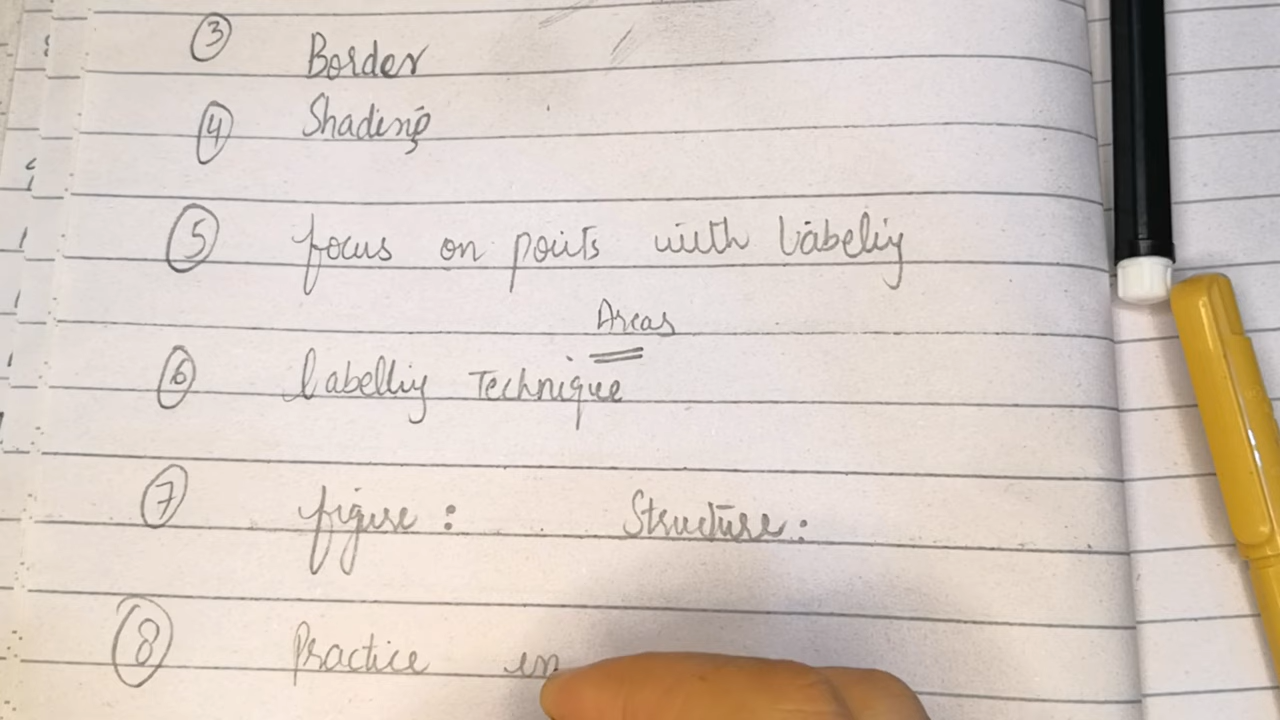 ③ Border
④ Shading
⑤ focus on points with labeling
Areas
⑥ labelling Technique
⑦ figure : Structure :
⑧ Practice